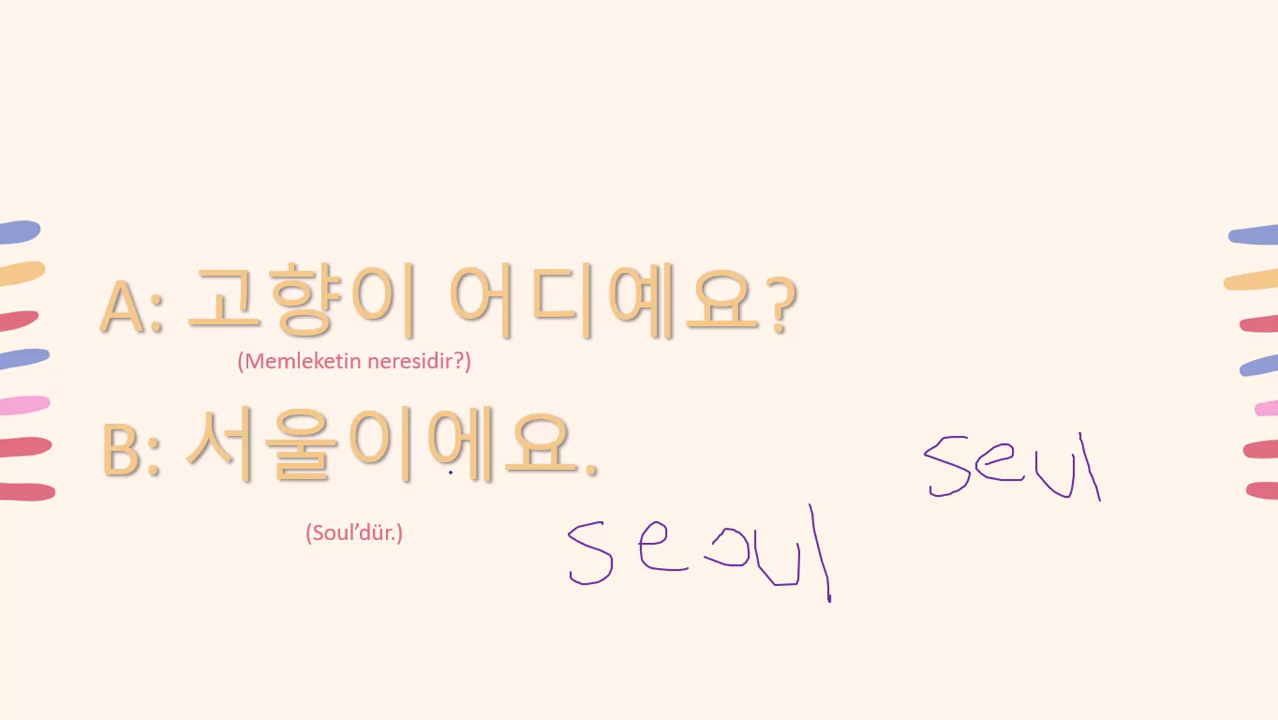 A: 고향이 어디예요?
(Memleketin neresidir?)
B: 서울이에요.
(Soul’dür.)
seoul
seul